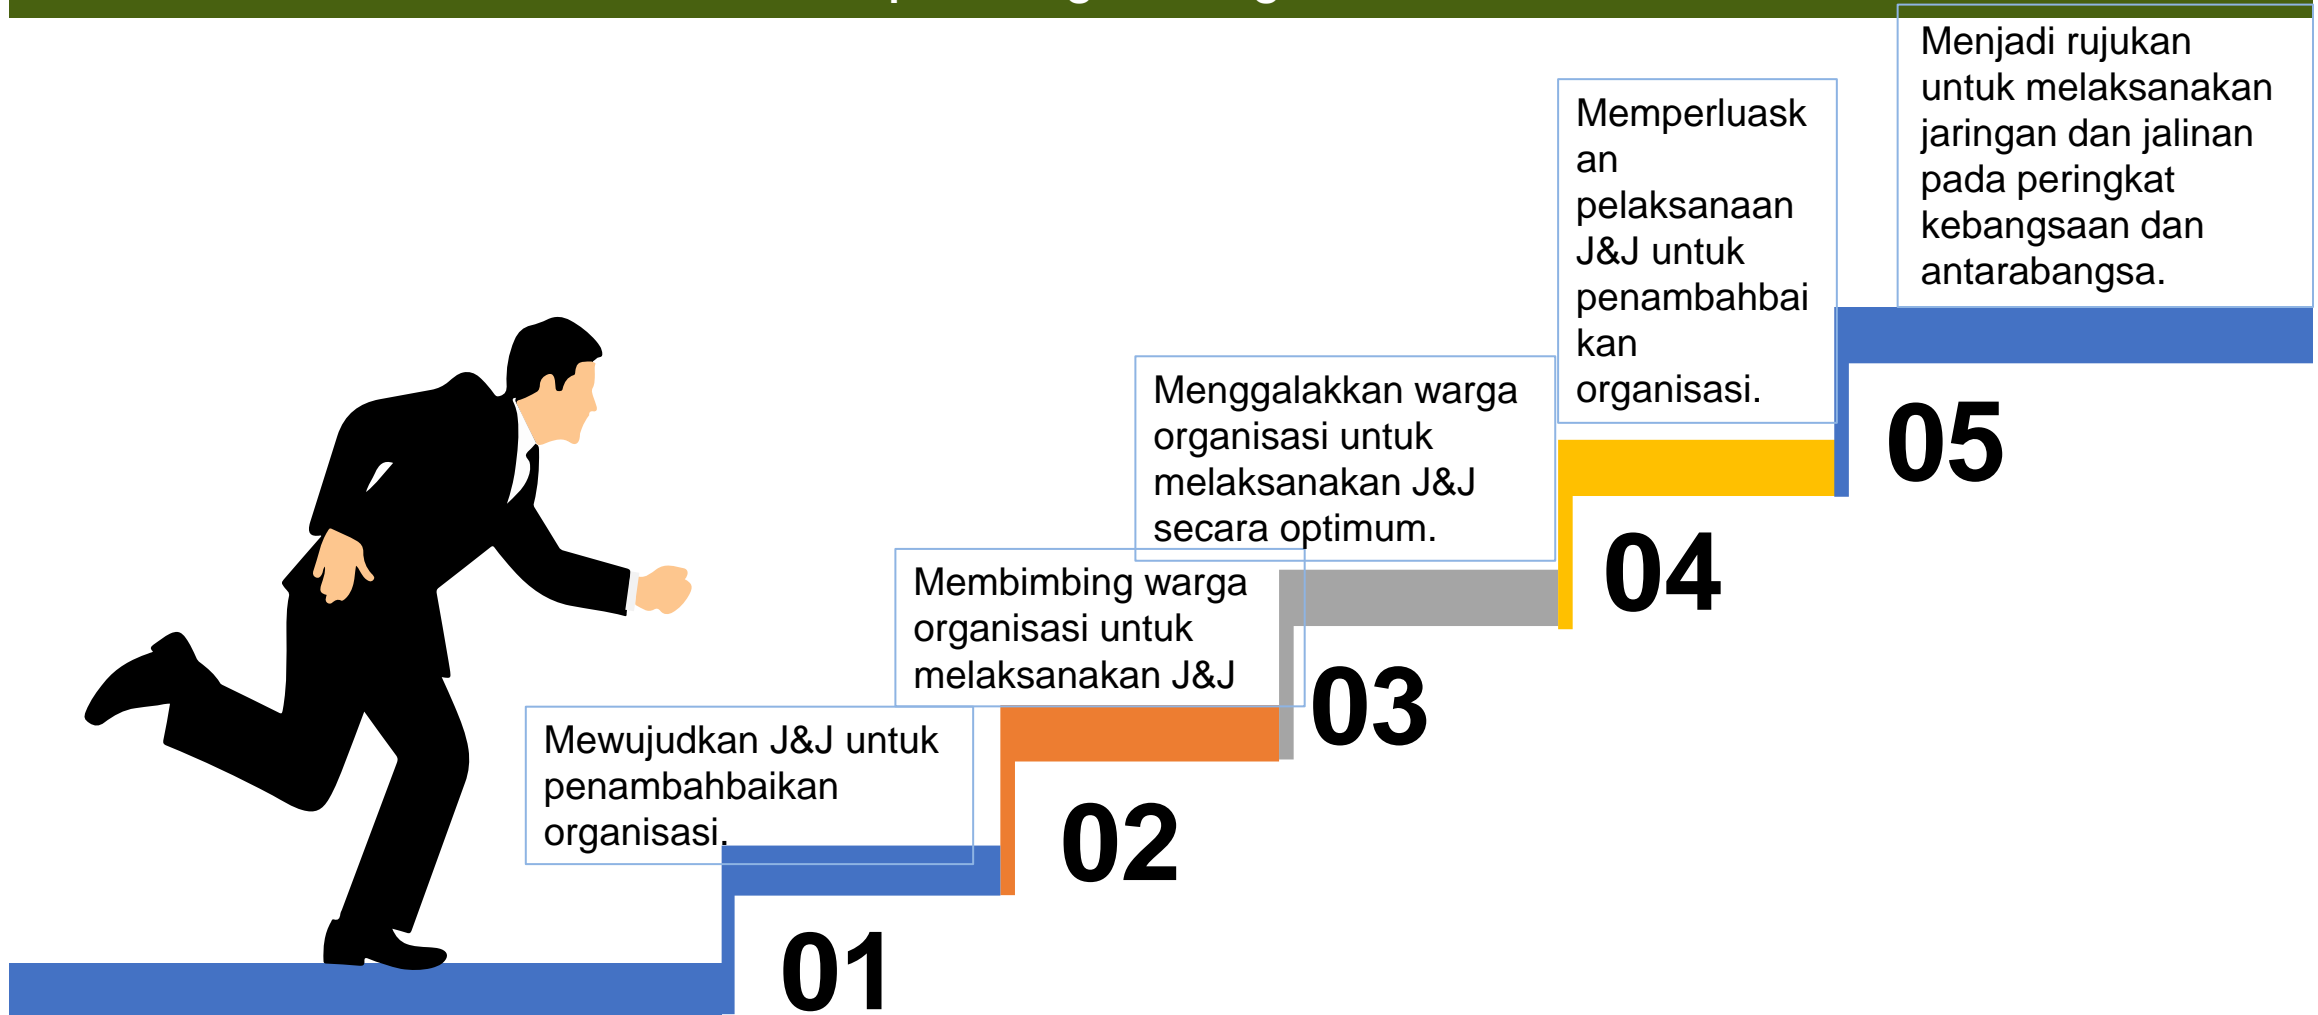 Mewujudkan J&J untuk
penambahbaikan
organisasi.
01
Membimbing warga
organisasi untuk
melaksanakan J&J
02
Menggalakkan warga
organisasi untuk
melaksanakan J&J
secara optimum.
03
Memperluask
an
pelaksanaan
J&J untuk
penambahbai
kan
organisasi.
04
Menjadi rujukan
untuk melaksanakan
jaringan dan jalinan
pada peringkat
kebangsaan dan
antarabangsa.
05